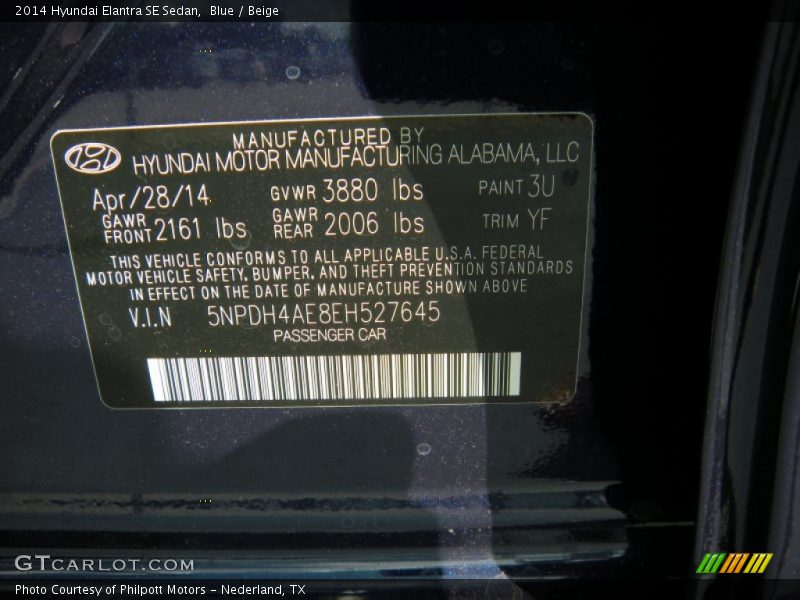 2014 Hyundai Elantra SE Sedan, Blue / Beige
MANUFACTURED BY
HYUNDAI MOTOR MANUFACTURING ALABAMA, LLC
Apr/28/14 GVWR 3880 lbs PAINT 3U
GAWR FRONT 2161 lbs GAWR REAR 2006 lbs TRIM YF
THIS VEHICLE CONFORMS TO ALL APPLICABLE U.S.A. FEDERAL
MOTOR VEHICLE SAFETY, BUMPER, AND THEFT PREVENTION STANDARDS
IN EFFECT ON THE DATE OF MANUFACTURE SHOWN ABOVE
V.I.N 5NPDH4AE8EH527645
PASSENGER CAR
GTCARLOT.COM
Photo Courtesy of Philpott Motors - Nederland, TX